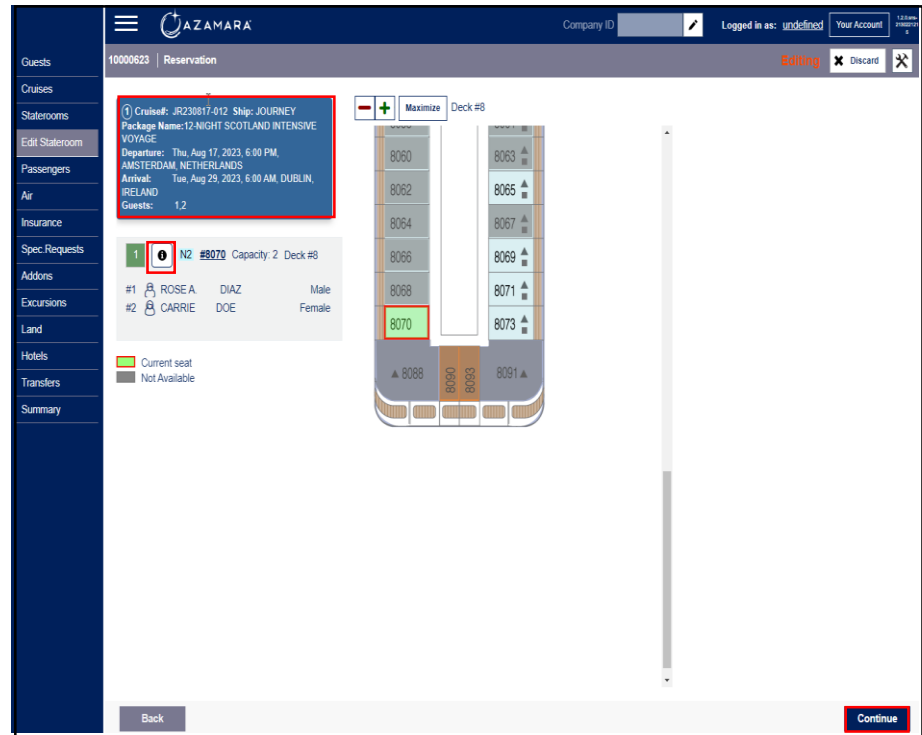 AZAMARA
Company ID
Logged in as: undefined
Your Account
10000623 | Reservation
Editing
Discard
Guests
Cruises
Staterooms
Edit Stateroom
Passengers
Air
Insurance
Spec.Requests
Addons
Excursions
Land
Hotels
Transfers
Summary
1 Cruise#: JR230817-012 Ship: JOURNEY
Package Name:12-NIGHT SCOTLAND INTENSIVE
VOYAGE
Departure: Thu, Aug 17, 2023, 6:00 PM,
AMSTERDAM, NETHERLANDS
Arrival: Tue, Aug 29, 2023, 6:00 AM, DUBLIN,
IRELAND
Guests: 1,2
1 N2 #8070 Capacity: 2 Deck #8
#1 ROSE A. DIAZ Male
#2 CARRIE DOE Female
Current seat
Not Available
Maximize Deck #8
8060 8063
8062 8065
8064 8067
8066 8069
8068 8071
8070 8073
8088 8090 8093 8091
Back
Continue